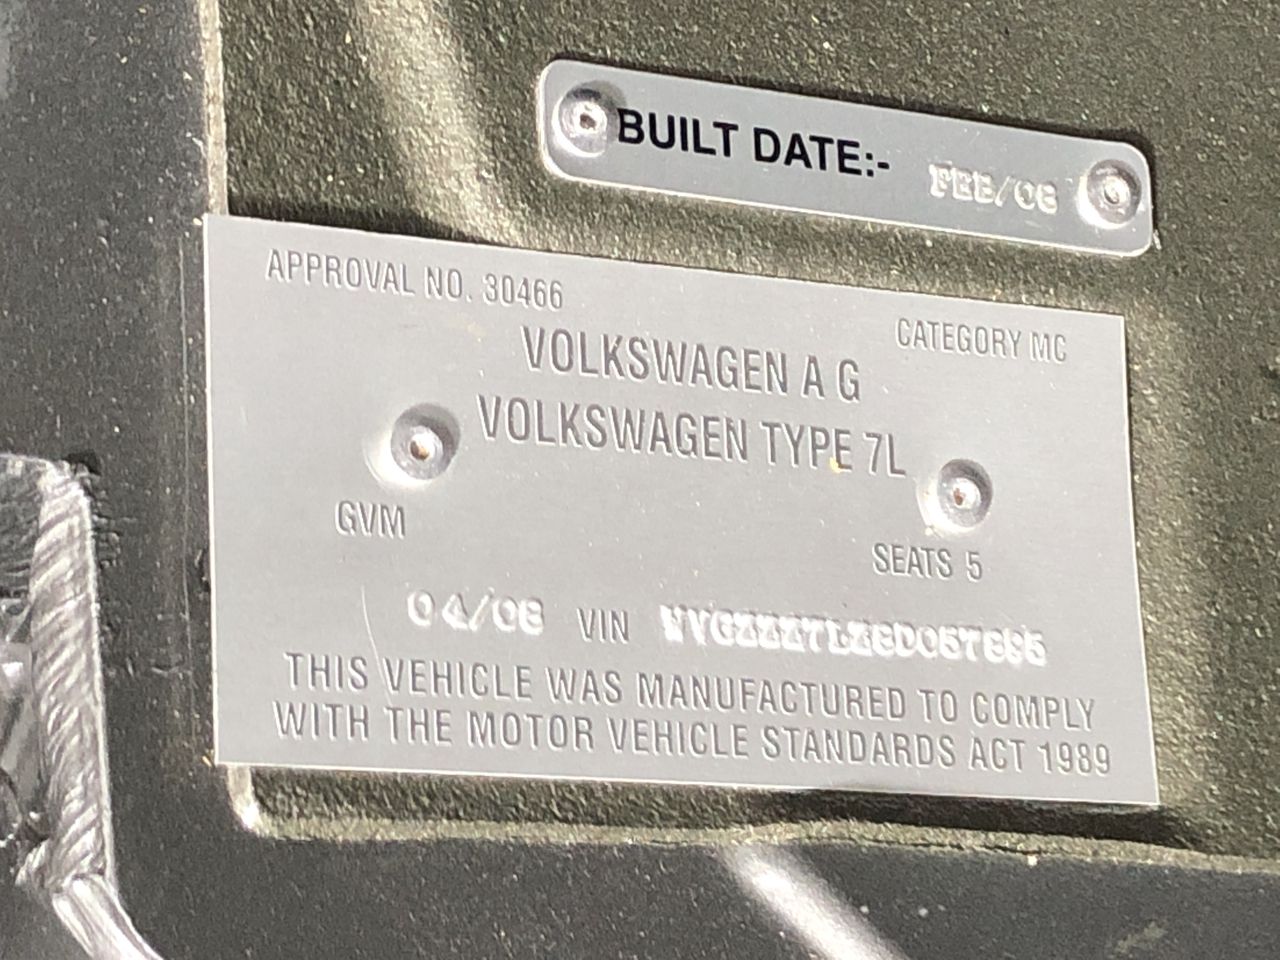 BUILT DATE:- FEB/08
APPROVAL NO. 30466
CATEGORY MC
VOLKSWAGEN A G
VOLKSWAGEN TYPE 7L
GVM
SEATS 5
04/08 VIN
THIS VEHICLE WAS MANUFACTURED TO COMPLY
WITH THE MOTOR VEHICLE STANDARDS ACT 1989